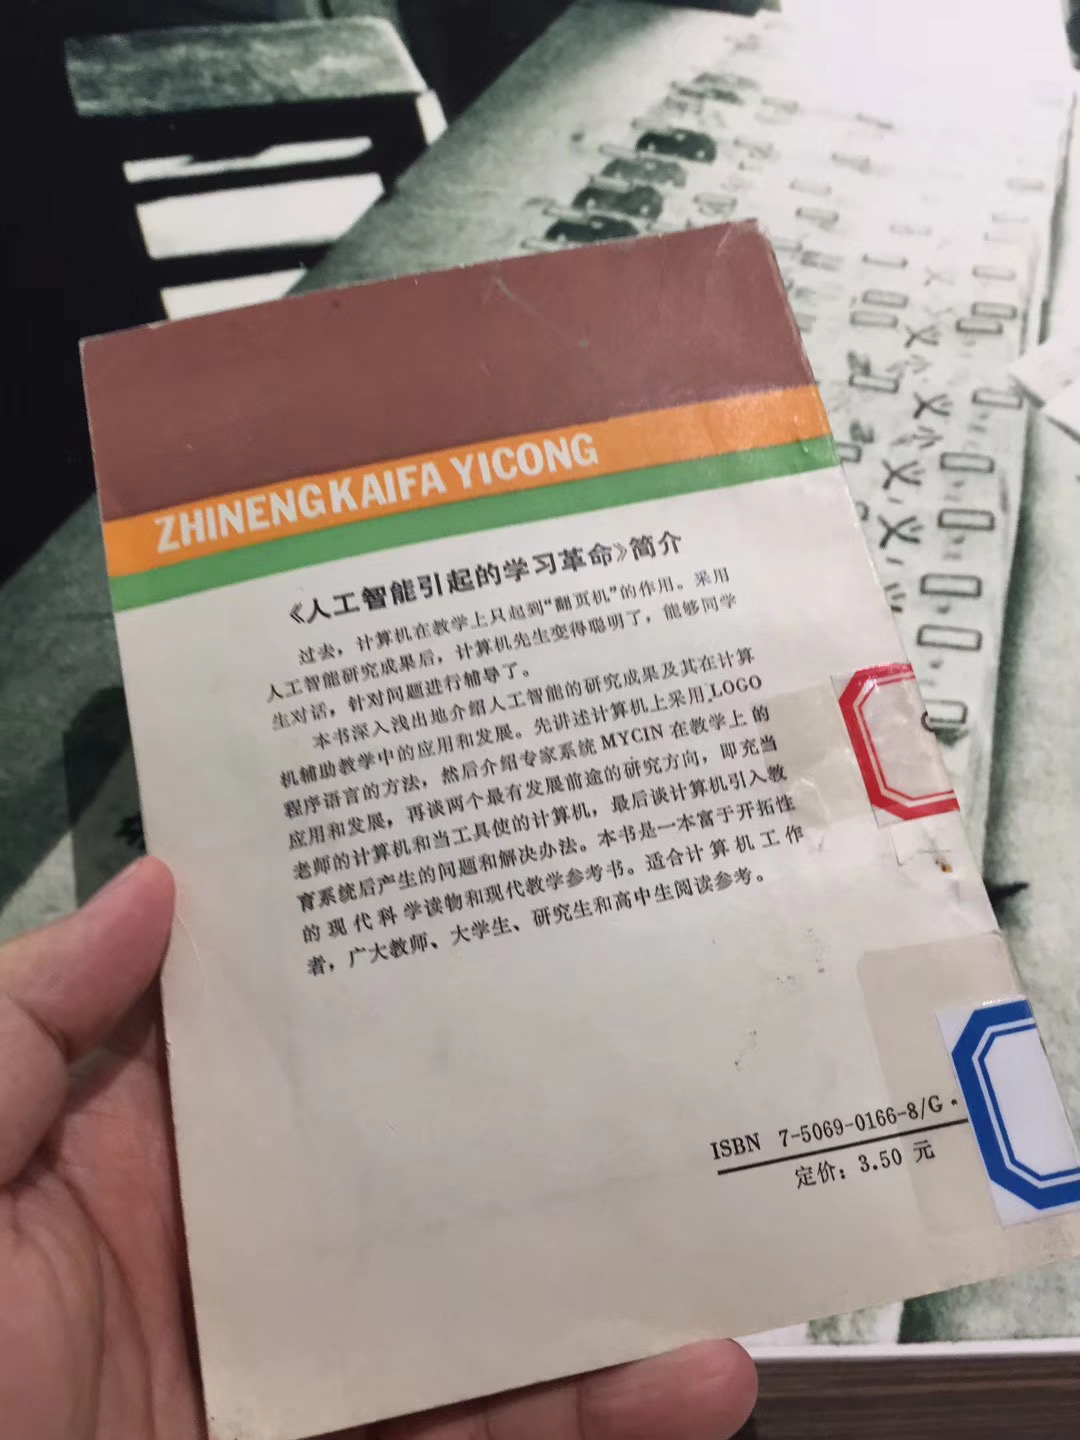 ZHINENG KAIFA YICONG
《人工智能引起的学习革命》简介
过去，计算机在教学上只起到“翻页机”的作用。采用
人工智能研究成果后，计算机先生变得聪明了，能够同学
生对话，针对问题进行辅导了。
本书深入浅出地介绍人工智能的研究成果及其在计算
机辅助教学中的应用和发展。先讲述计算机上采用LOGO
程序语言的方法，然后介绍专家系统MYCIN在教学上的
应用和发展，再谈两个最有发展前途的研究方向，即充当
老师的计算机和当工具使的计算机，最后谈计算机引入教
育系统后产生的问题和解决办法。本书是一本富于开拓性
的现代科学读物和现代教学参考书。适合计算机工作
者，广大教师、大学生、研究生和高中生阅读参考。
ISBN 7-5069-0166-8/G·
定价：3.50 元